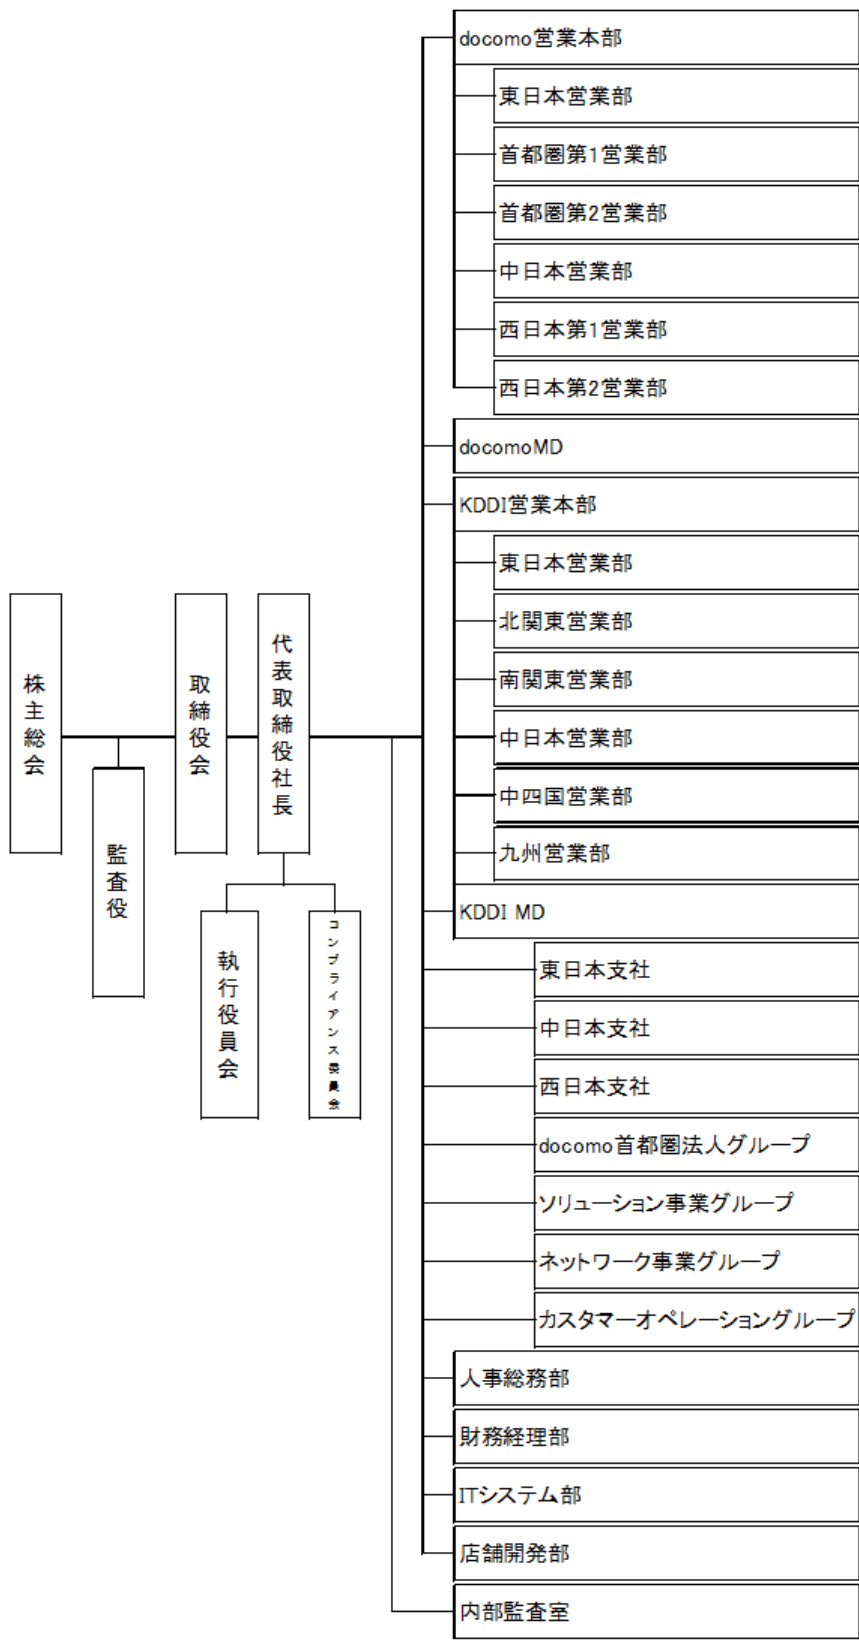 株主総会
監査役
取締役会
代表取締役社長
執行役員会
コンプライアンス委員会
docomo営業本部
東日本営業部
首都圏第1営業部
首都圏第2営業部
中日本営業部
西日本第1営業部
西日本第2営業部
docomoMD
KDDI営業本部
東日本営業部
北関東営業部
南関東営業部
中日本営業部
中四国営業部
九州営業部
KDDI MD
東日本支社
中日本支社
西日本支社
docomo首都圏法人グループ
ソリューション事業グループ
ネットワーク事業グループ
カスタマーオペレーショングループ
人事総務部
財務経理部
ITシステム部
店舗開発部
内部監査室